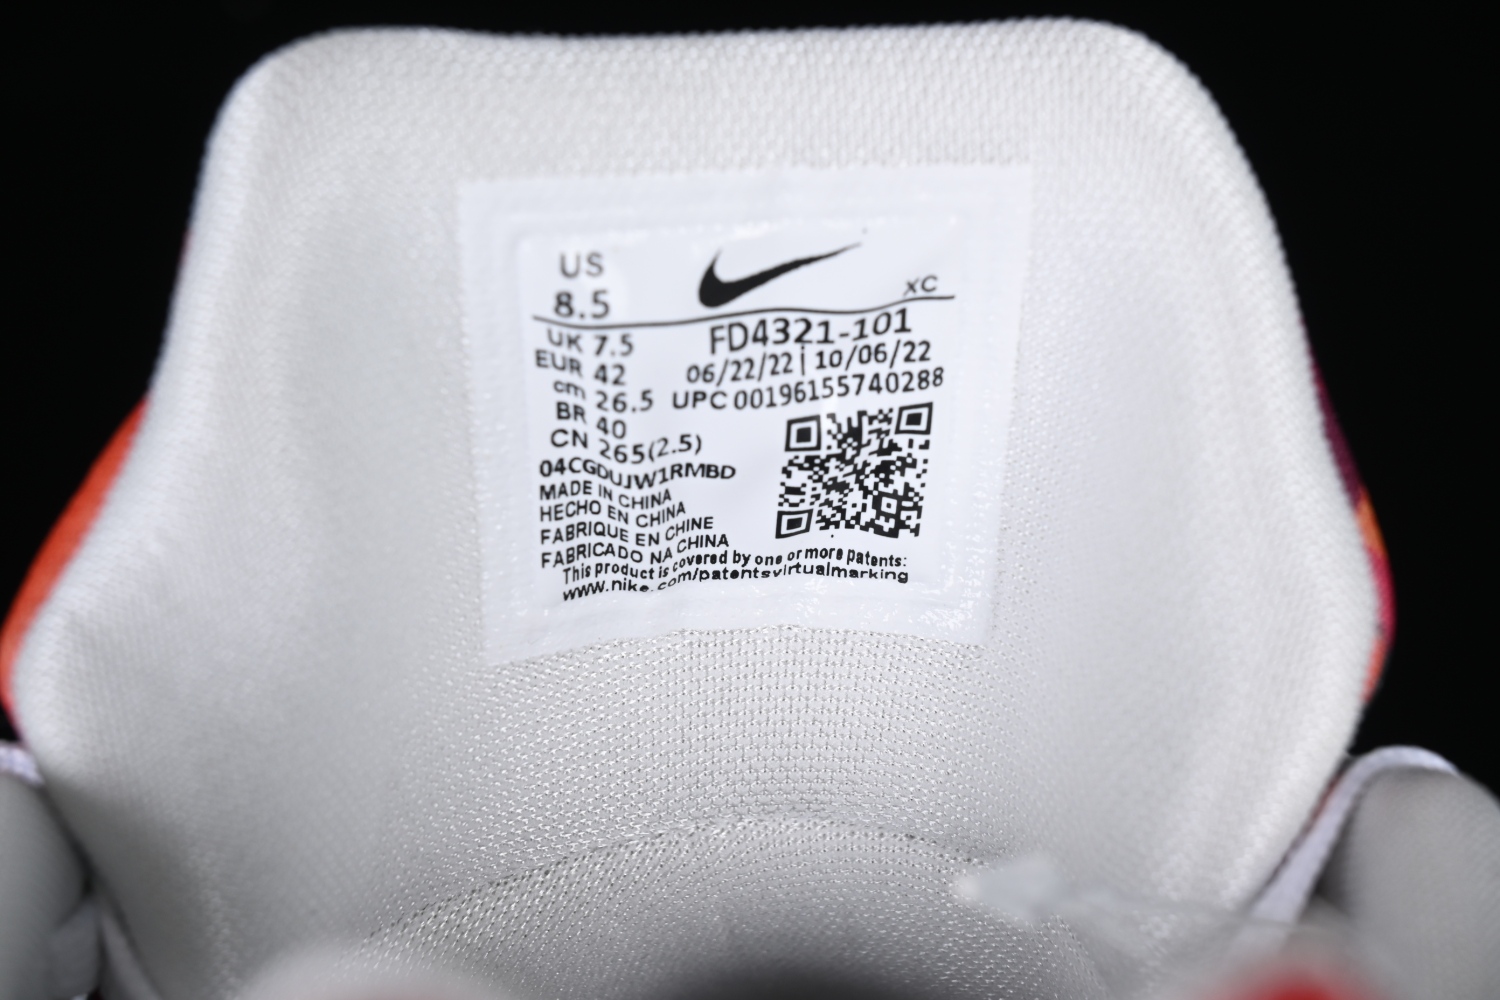 US
8.5
XC
UK 7.5
EUR 42
cm 26.5
BR 40
CN 265(2.5)
FD4321-101
06/22/22 | 10/06/22
UPC 00196155740288
04CGDUJW1RMBD
MADE IN CHINA
HECHO EN CHINA
FABRIQUE EN CHINE
FABRICADO NA CHINA
This product is covered by one or more patents:
www.nike.com/patentsvirtualmarking